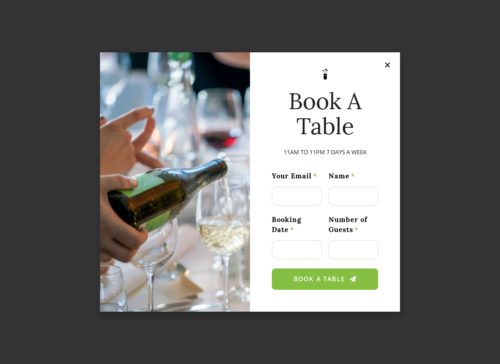 Book A
Table
11AM TO 11PM 7 DAYS A WEEK
Your Email *
Name *
Booking
Date *
Number of
Guests *
BOOK A TABLE